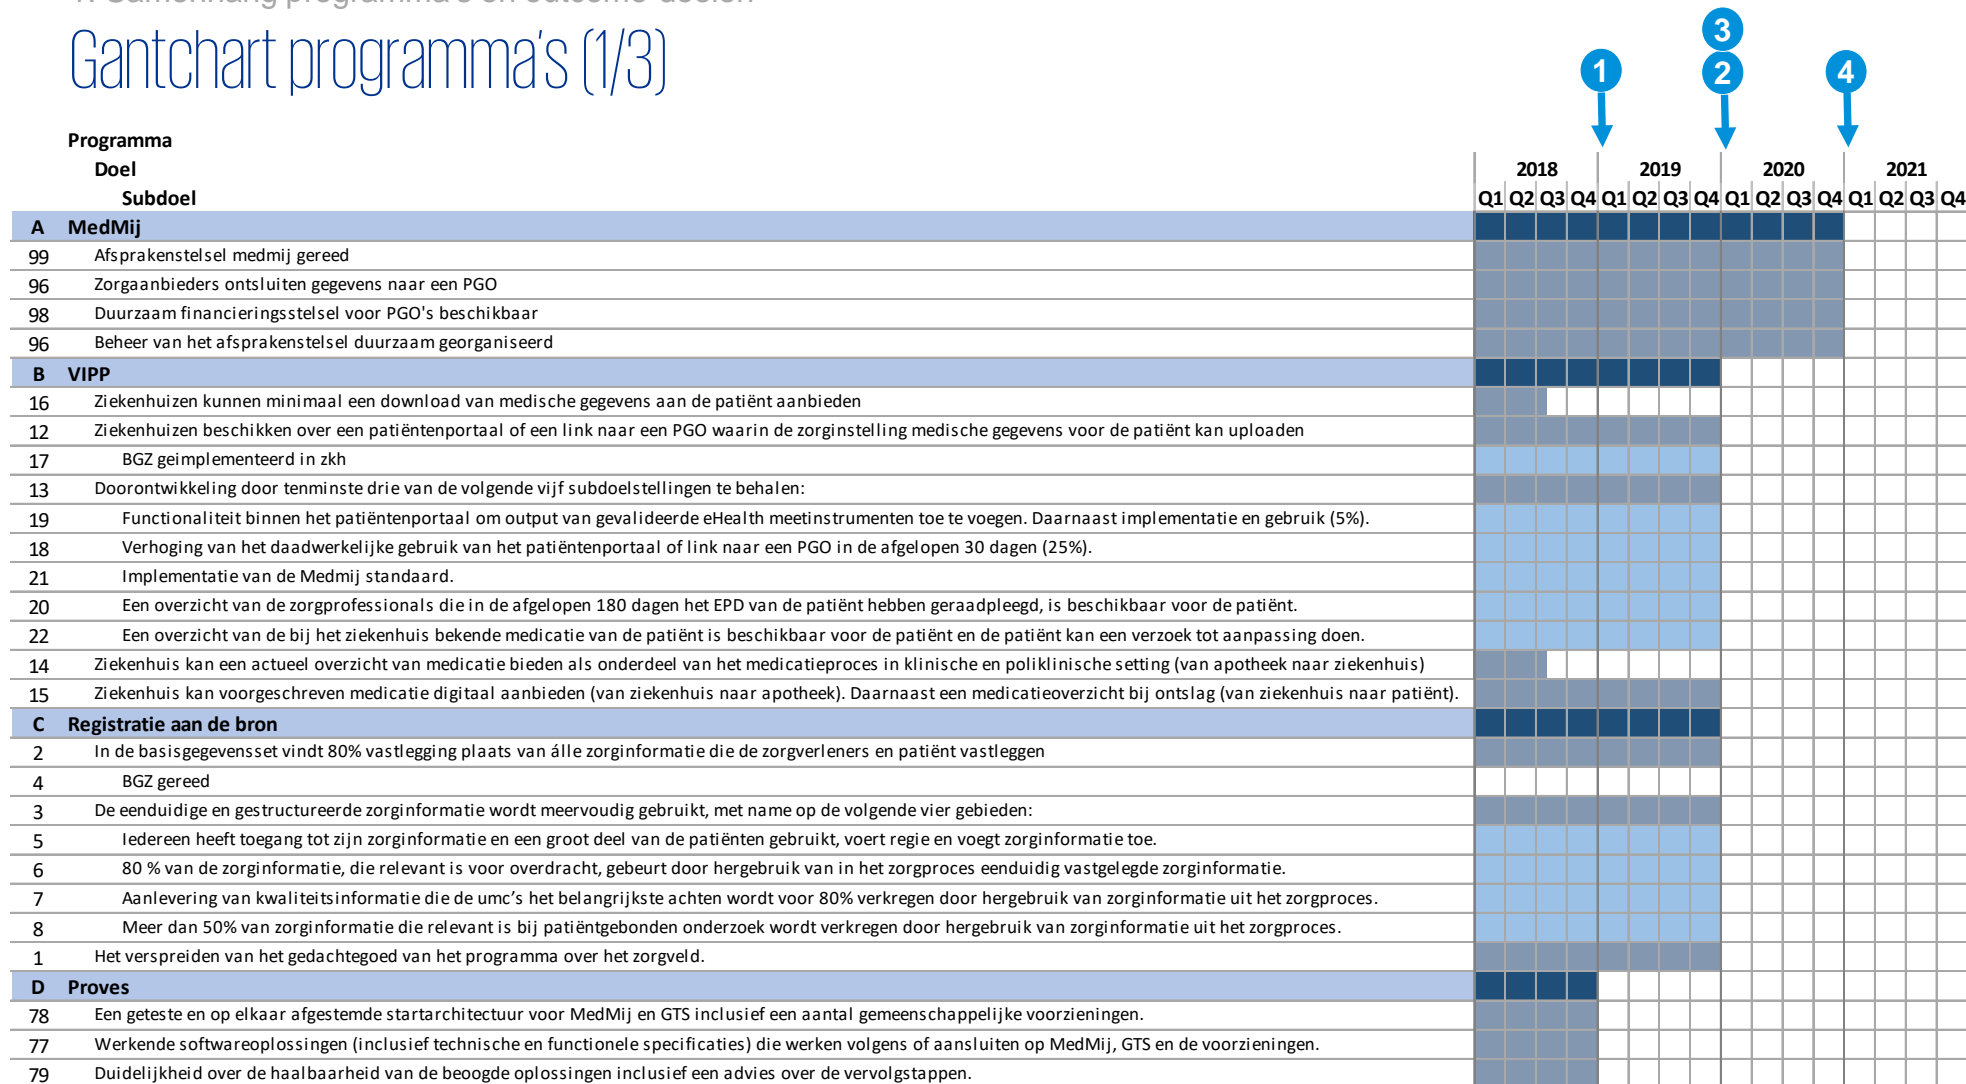 Gantchart programma's (1/3)
3
1
2
4
Programma
Doel
2018 2019 2020 2021
Subdoel
Q1 Q2 Q3 Q4 Q1 Q2 Q3 Q4 Q1 Q2 Q3 Q4 Q1 Q2 Q3 Q4
A MedMij
99 Afsprakenstelsel medmij gereed
96 Zorgaanbieders ontsluiten gegevens naar een PGO
98 Duurzaam financieringsstelsel voor PGO's beschikbaar
96 Beheer van het afsprakenstelsel duurzaam georganiseerd
B VIPP
16 Ziekenhuizen kunnen minimaal een download van medische gegevens aan de patiënt aanbieden
12 Ziekenhuizen beschikken over een patiëntenportaal of een link naar een PGO waarin de zorginstelling medische gegevens voor de patiënt kan uploaden
17 BGZ geimplementeerd in zkh
13 Doorontwikkeling door tenminste drie van de volgende vijf subdoelstellingen te behalen:
19 Functionaliteit binnen het patiëntenportaal om output van gevalideerde eHealth meetinstrumenten toe te voegen. Daarnaast implementatie en gebruik (5%).
18 Verhoging van het daadwerkelijke gebruik van het patiëntenportaal of link naar een PGO in de afgelopen 30 dagen (25%).
21 Implementatie van de Medmij standaard.
20 Een overzicht van de zorgprofessionals die in de afgelopen 180 dagen het EPD van de patiënt hebben geraadpleegd, is beschikbaar voor de patiënt.
22 Een overzicht van de bij het ziekenhuis bekende medicatie van de patiënt is beschikbaar voor de patiënt en de patiënt kan een verzoek tot aanpassing doen.
14 Ziekenhuis kan een actueel overzicht van medicatie bieden als onderdeel van het medicatieproces in klinische en poliklinische setting (van apotheek naar ziekenhuis)
15 Ziekenhuis kan voorgeschreven medicatie digitaal aanbieden (van ziekenhuis naar apotheek). Daarnaast een medicatieoverzicht bij ontslag (van ziekenhuis naar patiënt).
C Registratie aan de bron
2 In de basisgegevensset vindt 80% vastlegging plaats van álle zorginformatie die de zorgverleners en patiënt vastleggen
4 BGZ gereed
3 De eenduidige en gestructureerde zorginformatie wordt meervoudig gebruikt, met name op de volgende vier gebieden:
5 Iedereen heeft toegang tot zijn zorginformatie en een groot deel van de patiënten gebruikt, voert regie en voegt zorginformatie toe.
6 80 % van de zorginformatie, die relevant is voor overdracht, gebeurt door hergebruik van in het zorgproces eenduidig vastgelegde zorginformatie.
7 Aanlevering van kwaliteitsinformatie die de umc's het belangrijkste achten wordt voor 80% verkregen door hergebruik van zorginformatie uit het zorgproces.
8 Meer dan 50% van zorginformatie die relevant is bij patiëntgebonden onderzoek wordt verkregen door hergebruik van zorginformatie uit het zorgproces.
1 Het verspreiden van het gedachtegoed van het programma over het zorgveld.
D Proves
78 Een geteste en op elkaar afgestemde startarchitectuur voor MedMij en GTS inclusief een aantal gemeenschappelijke voorzieningen.
77 Werkende softwareoplossingen (inclusief technische en functionele specificaties) die werken volgens of aansluiten op MedMij, GTS en de voorzieningen.
79 Duidelijkheid over de haalbaarheid van de beoogde oplossingen inclusief een advies over de vervolgstappen.